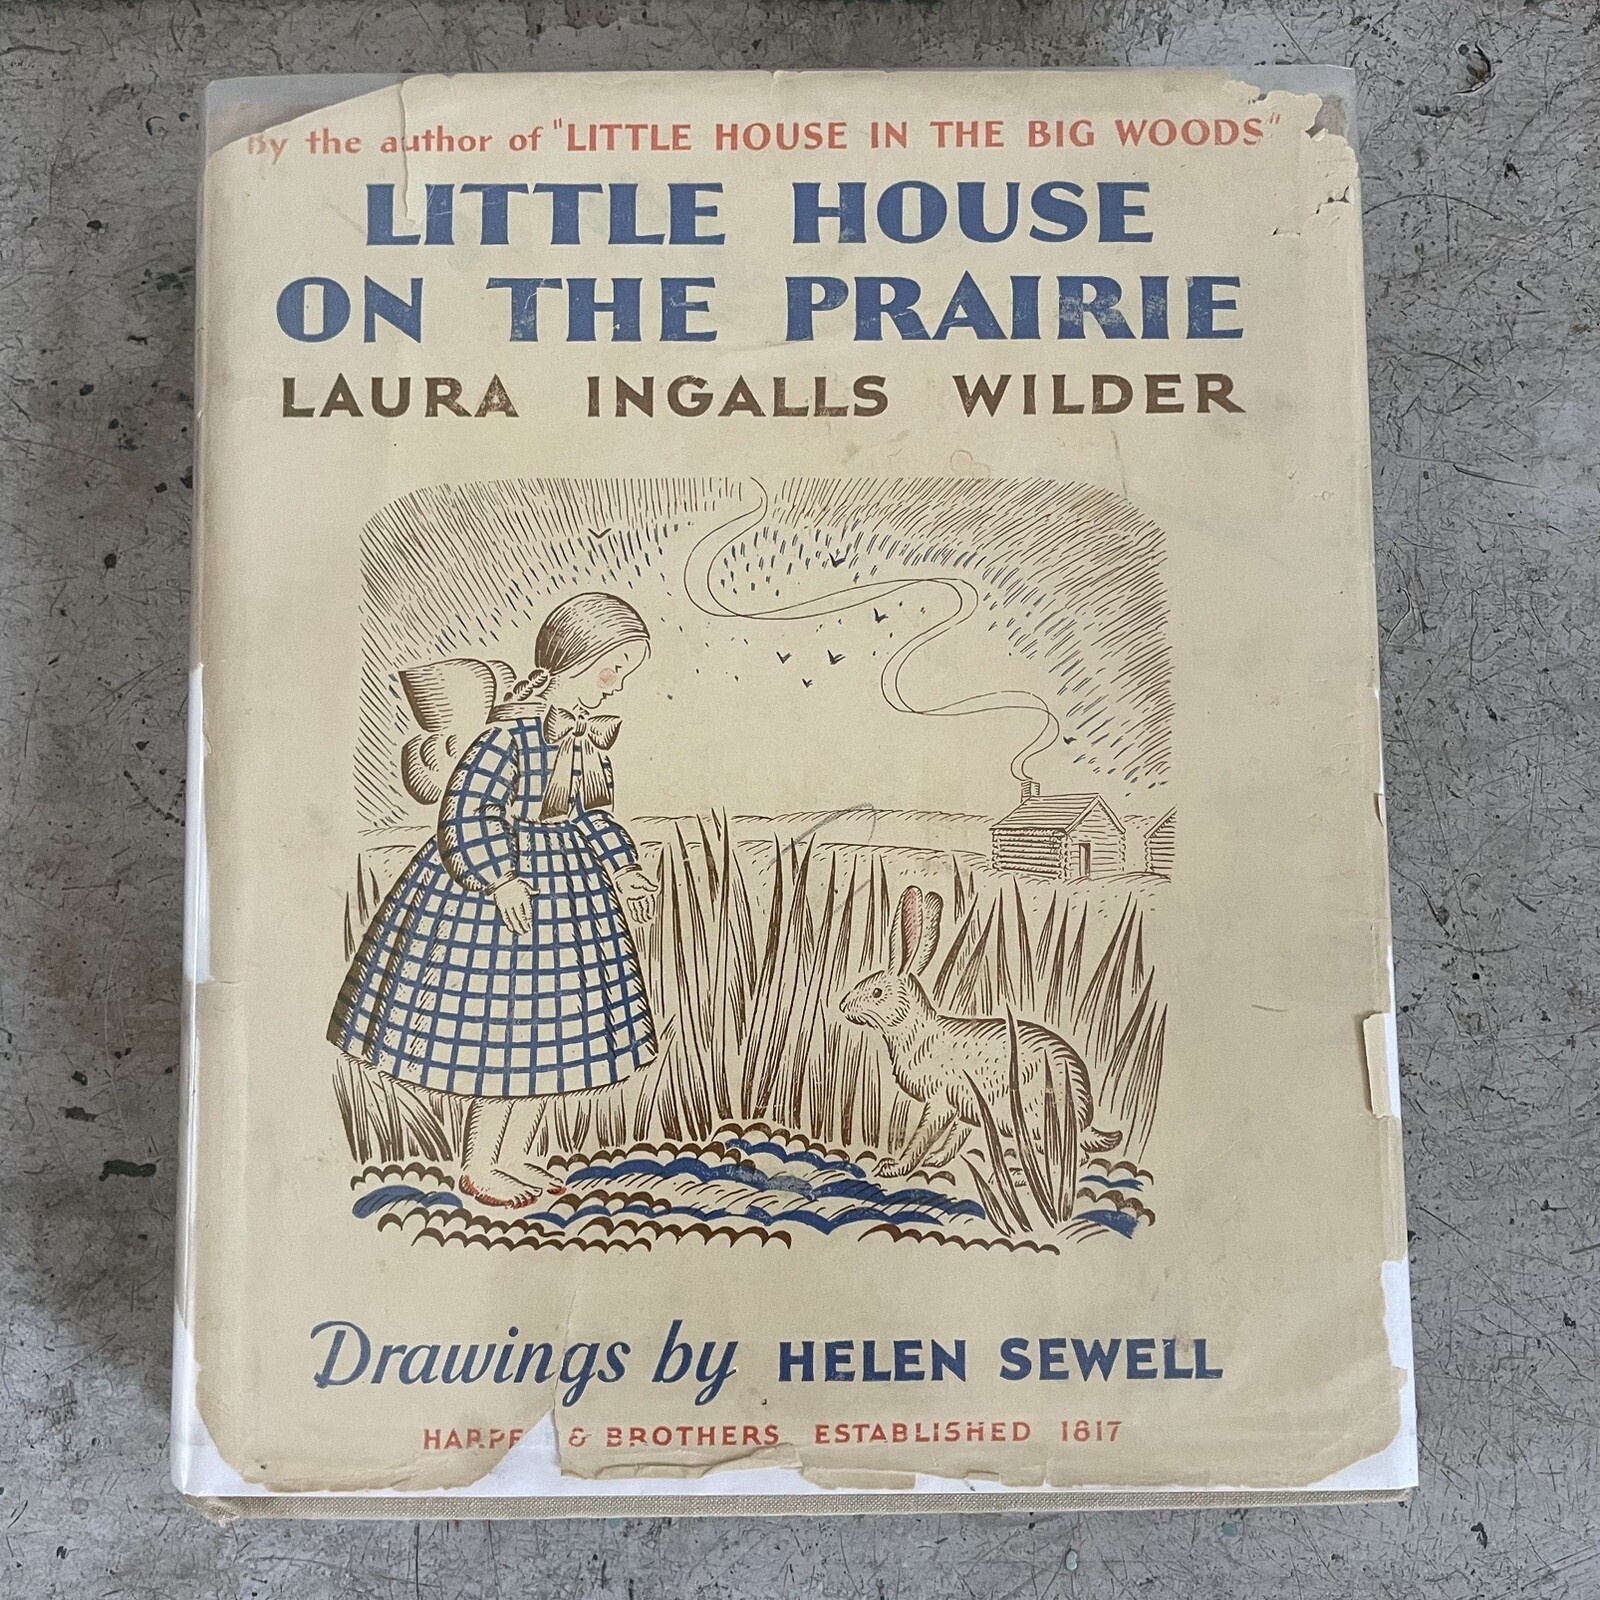 By the author of "LITTLE HOUSE IN THE BIG WOODS"
LITTLE HOUSE
ON THE PRAIRIE
LAURA INGALLS WILDER
Drawings by HELEN SEWELL
HARPE & BROTHERS ESTABLISHED 1817